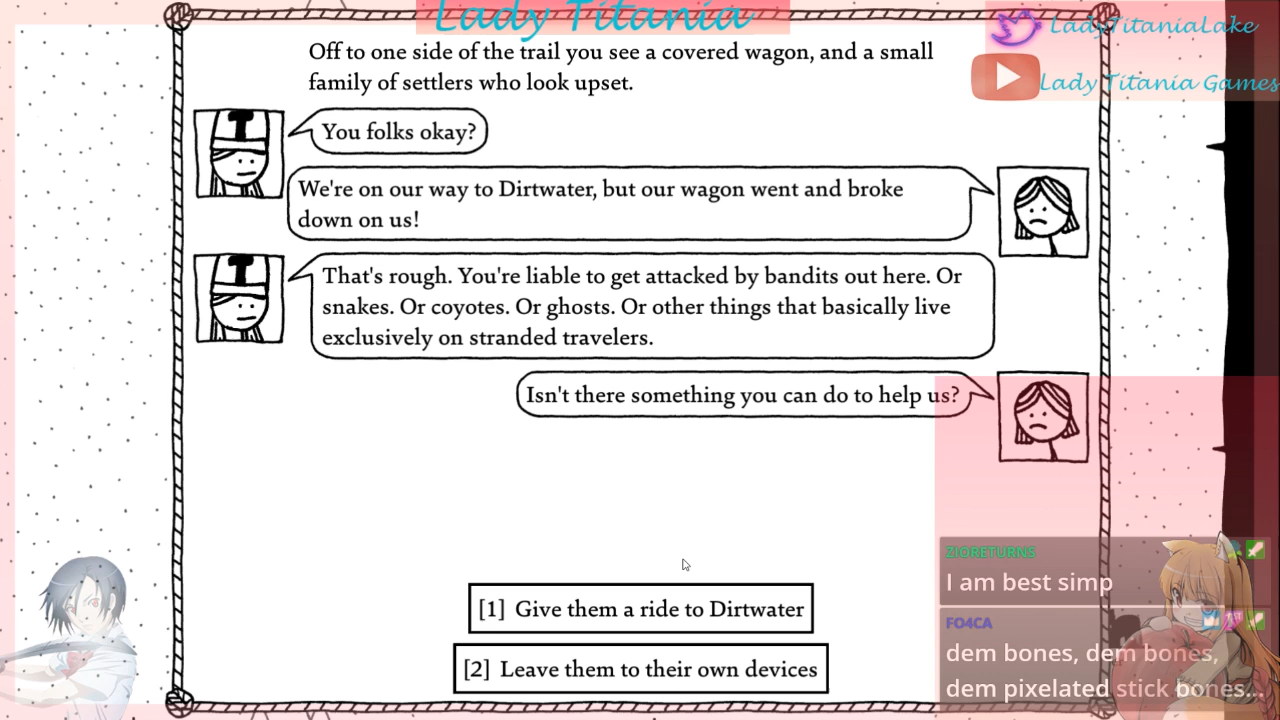 Lady Titania
LadyTitaniaLake
Lady Titania Games
Off to one side of the trail you see a covered wagon, and a small
family of settlers who look upset.
You folks okay?
We're on our way to Dirtwater, but our wagon went and broke
down on us!
That's rough. You're liable to get attacked by bandits out here. Or
snakes. Or coyotes. Or ghosts. Or other things that basically live
exclusively on stranded travelers.
Isn't there something you can do to help us?
[1] Give them a ride to Dirtwater
[2] Leave them to their own devices
ZIORETURNS
I am best simp
FO4CA
dem bones, dem bones,
dem pixelated stick bones...